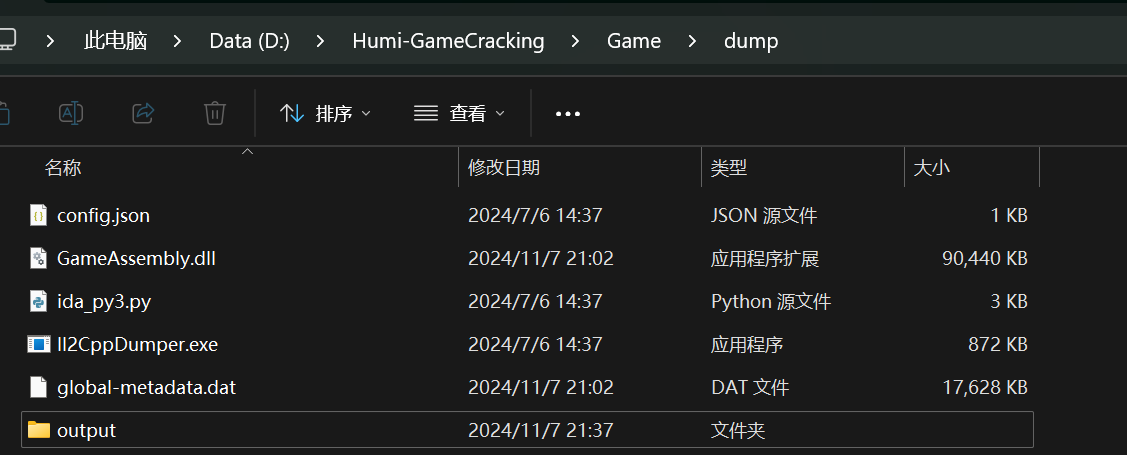 此电脑 > Data (D:) > Humi-GameCracking > Game > dump
排序 查看 •••
名称 修改日期 类型 大小
config.json 2024/7/6 14:37 JSON 源文件 1 KB
GameAssembly.dll 2024/11/7 21:02 应用程序扩展 90,440 KB
ida_py3.py 2024/7/6 14:37 Python 源文件 3 KB
Il2CppDumper.exe 2024/7/6 14:37 应用程序 872 KB
global-metadata.dat 2024/11/7 21:02 DAT 文件 17,628 KB
output 2024/11/7 21:37 文件夹